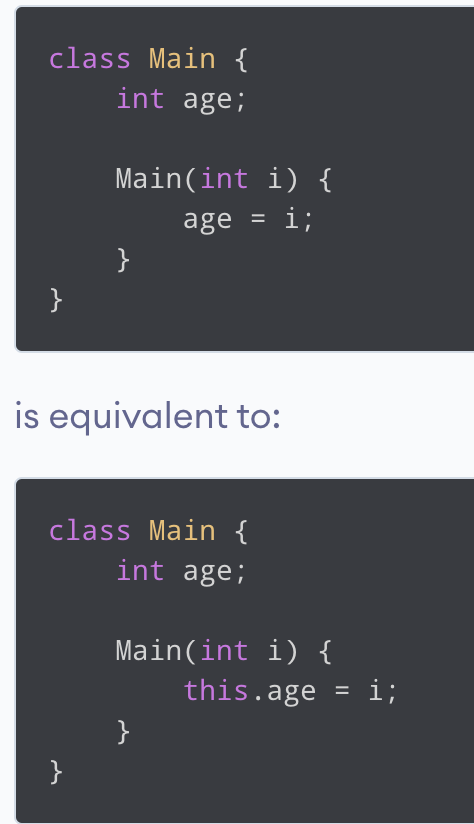 class Main {
    int age;

    Main(int i) {
        age = i;
    }
}
is equivalent to:
class Main {
    int age;

    Main(int i) {
        this.age = i;
    }
}